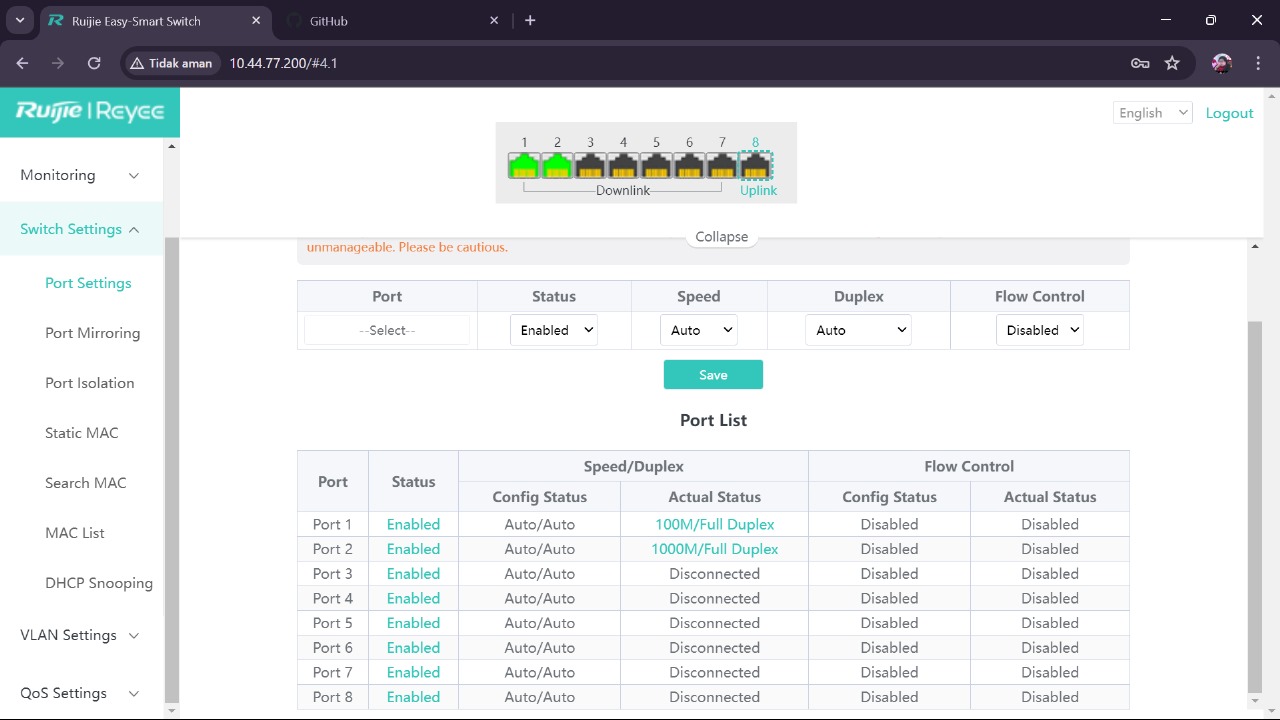 Ruijie Easy-Smart Switch
GitHub
Tidak aman
10.44.77.200/#4.1
Ruijie | Reyee
English
Logout
1 2 3 4 5 6 7 8
Downlink
Uplink
Collapse
Monitoring
Switch Settings
Port Settings
Port Mirroring
Port Isolation
Static MAC
Search MAC
MAC List
DHCP Snooping
VLAN Settings
QoS Settings
unmanageable. Please be cautious.
Port Status Speed Duplex Flow Control
--Select-- Enabled Auto Auto Disabled
Save
Port List
Port Status Speed/Duplex Flow Control
Config Status Actual Status Config Status Actual Status
Port 1 Enabled Auto/Auto 100M/Full Duplex Disabled Disabled
Port 2 Enabled Auto/Auto 1000M/Full Duplex Disabled Disabled
Port 3 Enabled Auto/Auto Disconnected Disabled Disabled
Port 4 Enabled Auto/Auto Disconnected Disabled Disabled
Port 5 Enabled Auto/Auto Disconnected Disabled Disabled
Port 6 Enabled Auto/Auto Disconnected Disabled Disabled
Port 7 Enabled Auto/Auto Disconnected Disabled Disabled
Port 8 Enabled Auto/Auto Disconnected Disabled Disabled